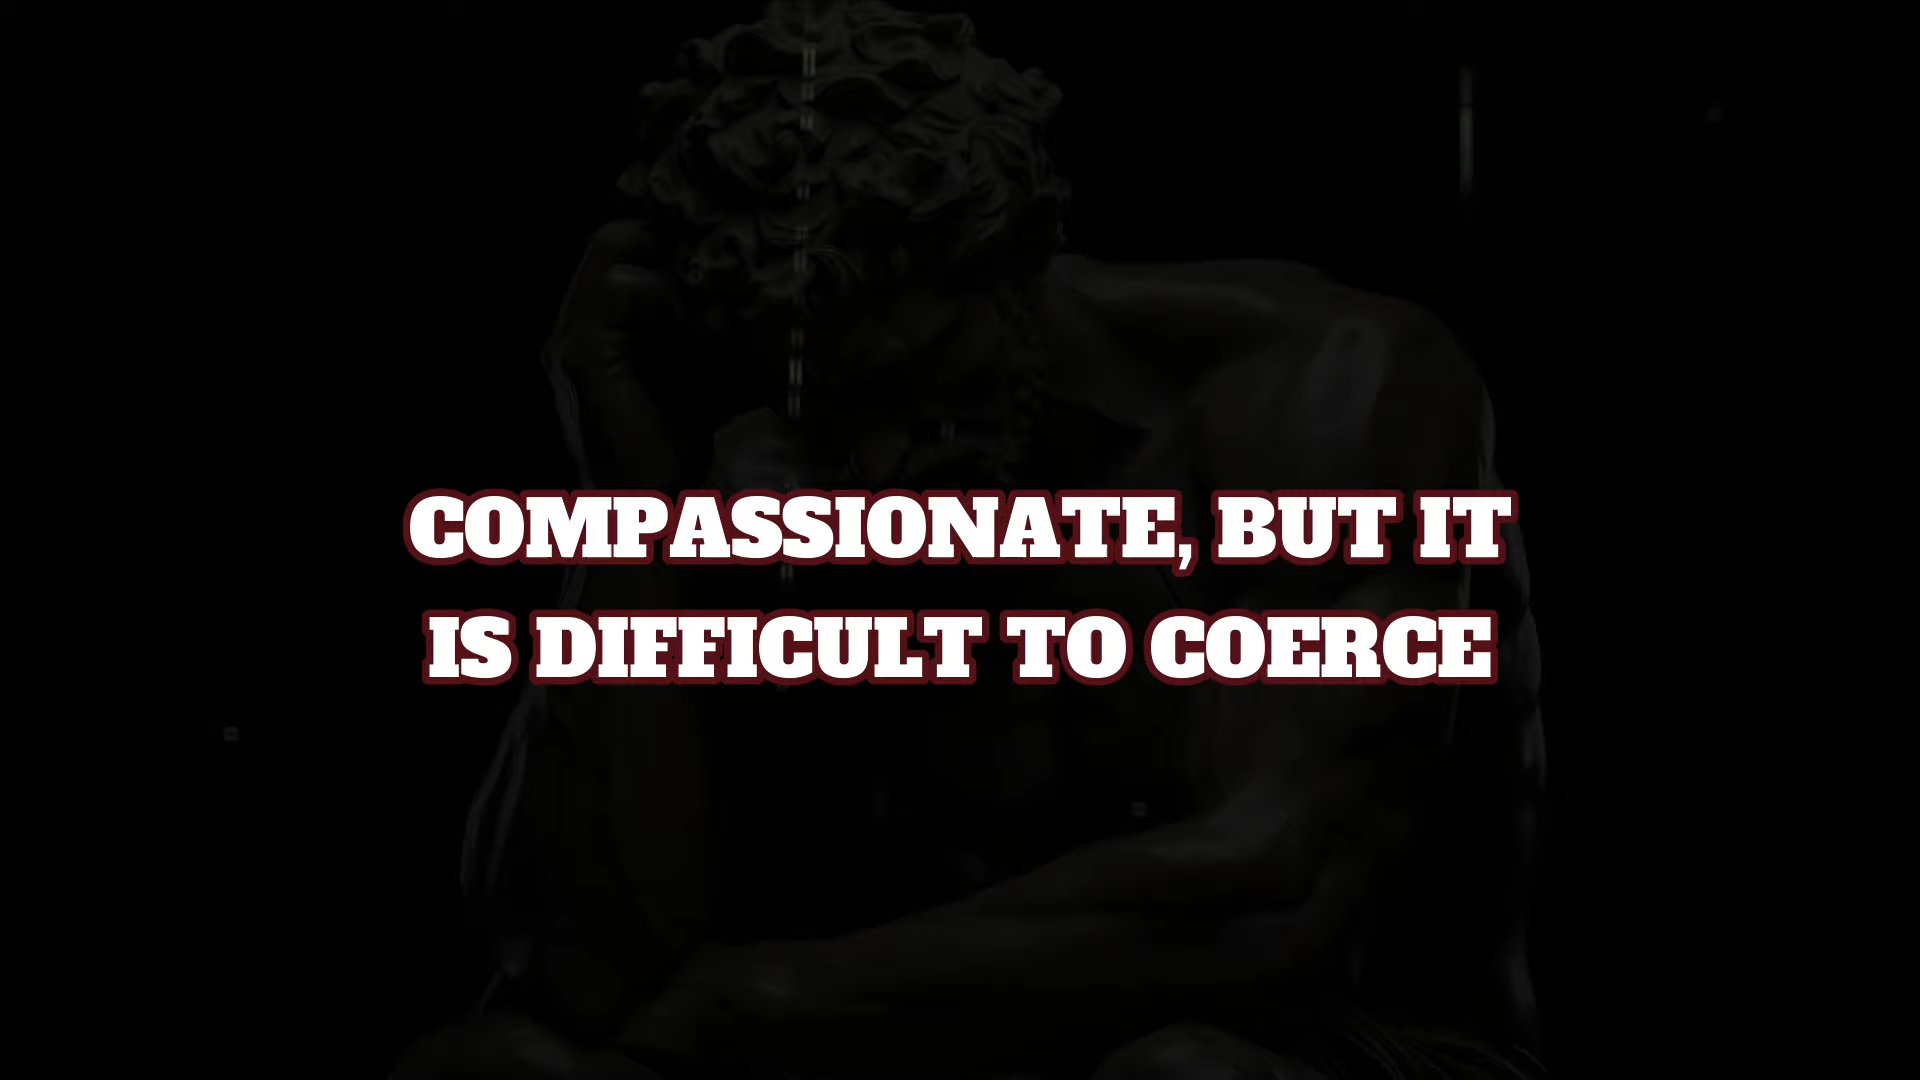 COMPASSIONATE, BUT IT
IS DIFFICULT TO COERCE